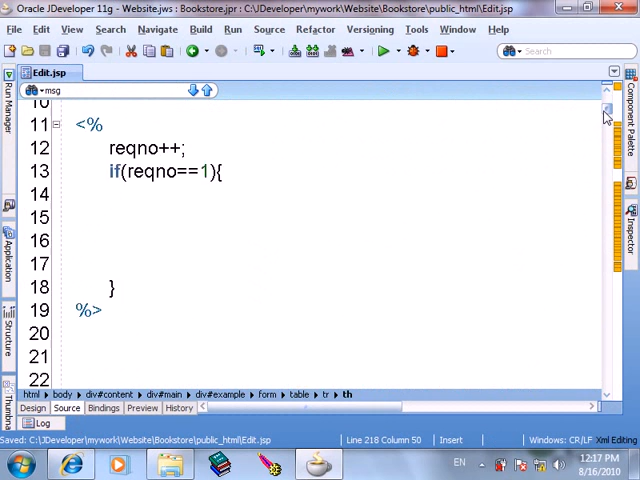 Oracle JDeveloper 11g - Website.jws : Bookstore.jpr : C:\JDeveloper\mywork\Website\Bookstore\public_html\Edit.jsp
File Edit View Search Navigate Build Run Source Refactor Versioning Tools Window Help
Search
Edit.jsp
msg
10
11 <%
12 reqno++;
13 if(reqno==1){
14
15
16
17
18 }
19 %>
20
21
22
html body div#content div#main div#example form table tr th
Design Source Bindings Preview History
Log
Saved: C:\JDeveloper\mywork\Website\Bookstore\public_html\Edit.jsp Line 218 Column 50 Insert Windows: CR/LF Xml Editing
EN 12:17 PM
8/16/2010
Run Manager
Application
Structure
Component Palette
Inspector